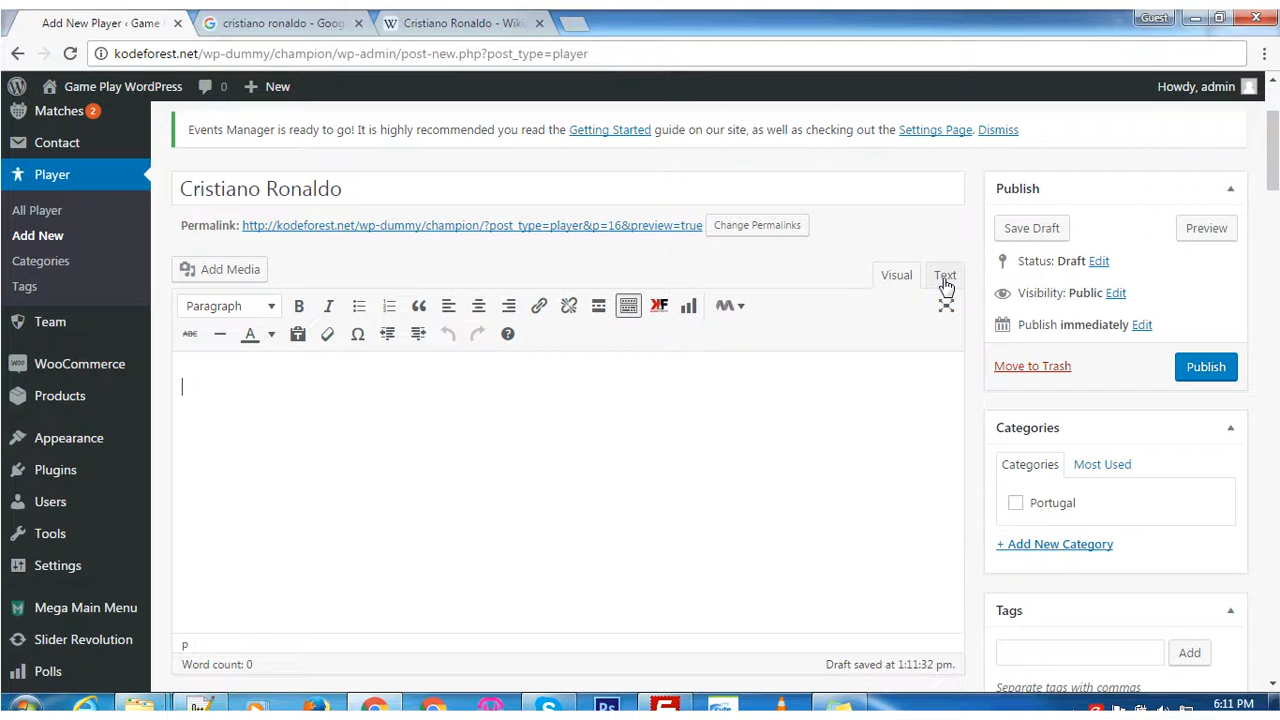 Add New Player ‹ Game
cristiano ronaldo - Goog
Cristiano Ronaldo - Wiki
Guest
kodeforest.net/wp-dummy/champion/wp-admin/post-new.php?post_type=player
Game Play WordPress
0
New
Howdy, admin
Matches 2
Contact
Player
All Player
Add New
Categories
Tags
Team
WooCommerce
Products
Appearance
Plugins
Users
Tools
Settings
Mega Main Menu
Slider Revolution
Polls
Events Manager is ready to go! It is highly recommended you read the Getting Started guide on our site, as well as checking out the Settings Page. Dismiss
Cristiano Ronaldo
Permalink: http://kodeforest.net/wp-dummy/champion/?post_type=player&p=16&preview=true Change Permalinks
Add Media
Visual Text
Paragraph B I
ABC A
p
Word count: 0
Draft saved at 1:11:32 pm.
Publish
Save Draft Preview
Status: Draft Edit
Visibility: Public Edit
Publish immediately Edit
Move to Trash Publish
Categories
Categories Most Used
Portugal
+ Add New Category
Tags
Add
Separate tags with commas
Ps
6:11 PM